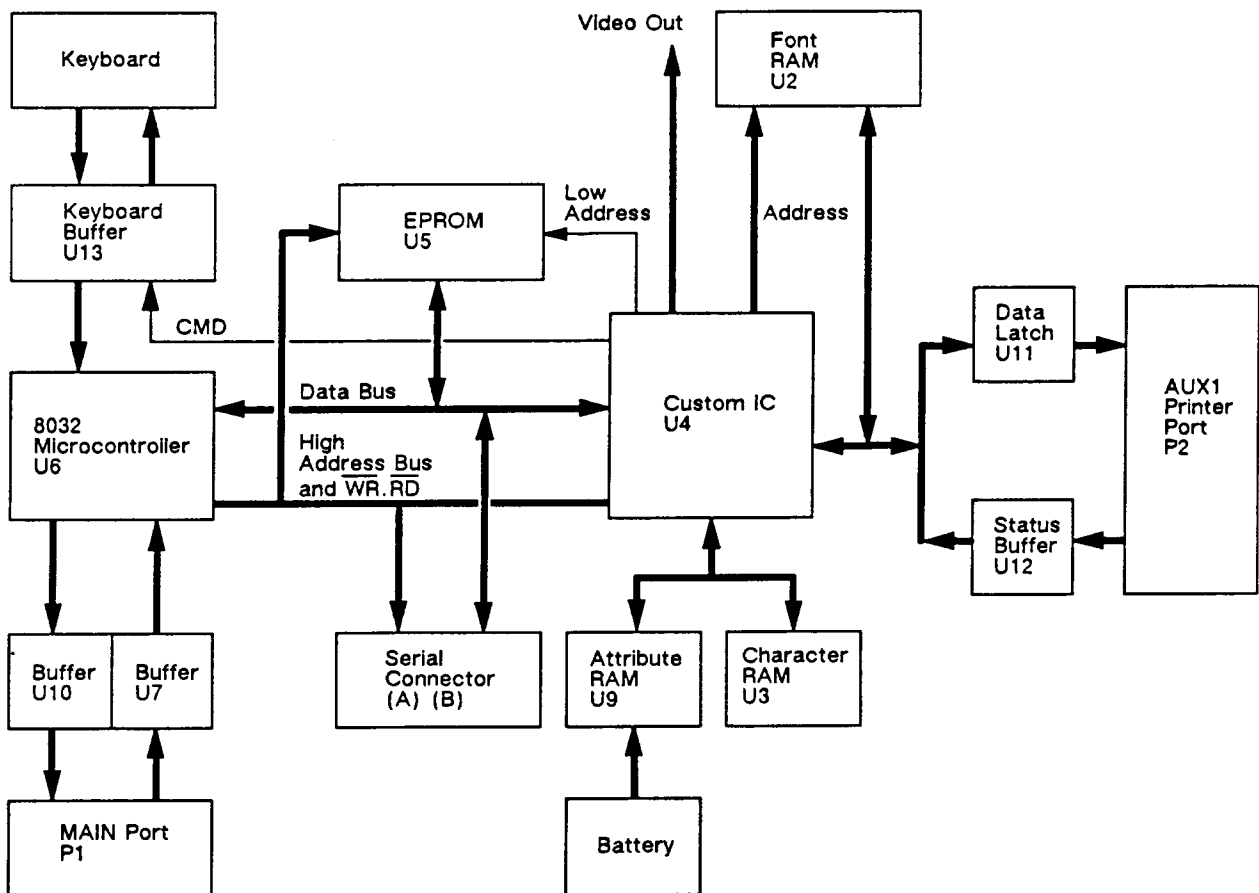 Video Out
Font
RAM
U2
Keyboard
Keyboard
Buffer
U13
EPROM
U5
Low
Address
Address
CMD
Data
Latch
U11
AUX1
Printer
Port
P2
8032
Microcontroller
U6
Data Bus
High
Address Bus
and WR.RD
Custom IC
U4
Status
Buffer
U12
Buffer
U10
Buffer
U7
Serial
Connector
(A) (B)
Attribute
RAM
U9
Character
RAM
U3
MAIN Port
P1
Battery